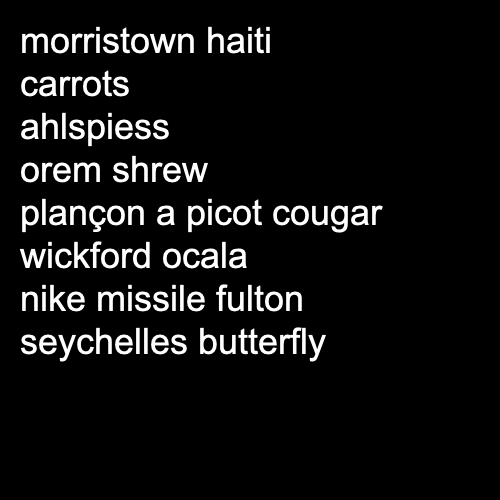 morristown haiti
carrots
ahlspiess
orem shrew
plançon a picot cougar
wickford ocala
nike missile fulton
seychelles butterfly